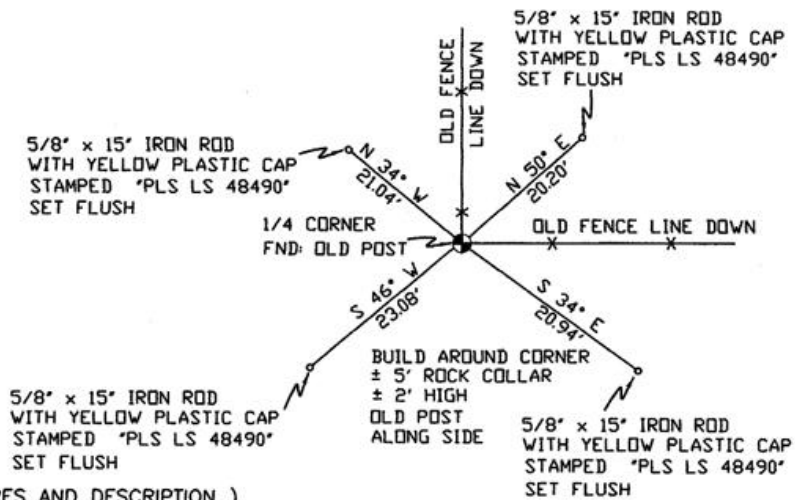 5/8" x 15" IRON ROD
WITH YELLOW PLASTIC CAP
STAMPED "PLS LS 48490"
SET FLUSH
OLD FENCE
LINE DOWN
5/8" x 15" IRON ROD
WITH YELLOW PLASTIC CAP
STAMPED "PLS LS 48490"
SET FLUSH
N 34° W
21.04'
N 50° E
20.20'
1/4 CORNER
FND: OLD POST
OLD FENCE LINE DOWN
S 46° W
23.08'
S 34° E
20.94'
BUILD AROUND CORNER
± 5' ROCK COLLAR
± 2' HIGH
OLD POST
ALONG SIDE
5/8" x 15" IRON ROD
WITH YELLOW PLASTIC CAP
STAMPED "PLS LS 48490"
SET FLUSH
5/8" x 15" IRON ROD
WITH YELLOW PLASTIC CAP
STAMPED "PLS LS 48490"
SET FLUSH
AND DESCRIPTION )